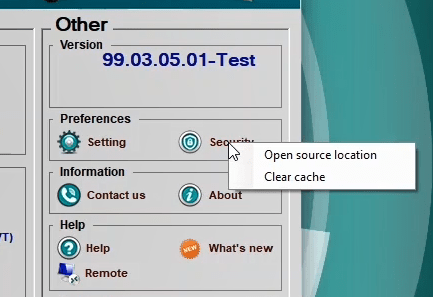 Other
Version
99.03.05.01-Test
Preferences
Setting
Security
Open source location
Clear cache
Information
Contact us
About
Help
Help
NEW
What's new
Remote